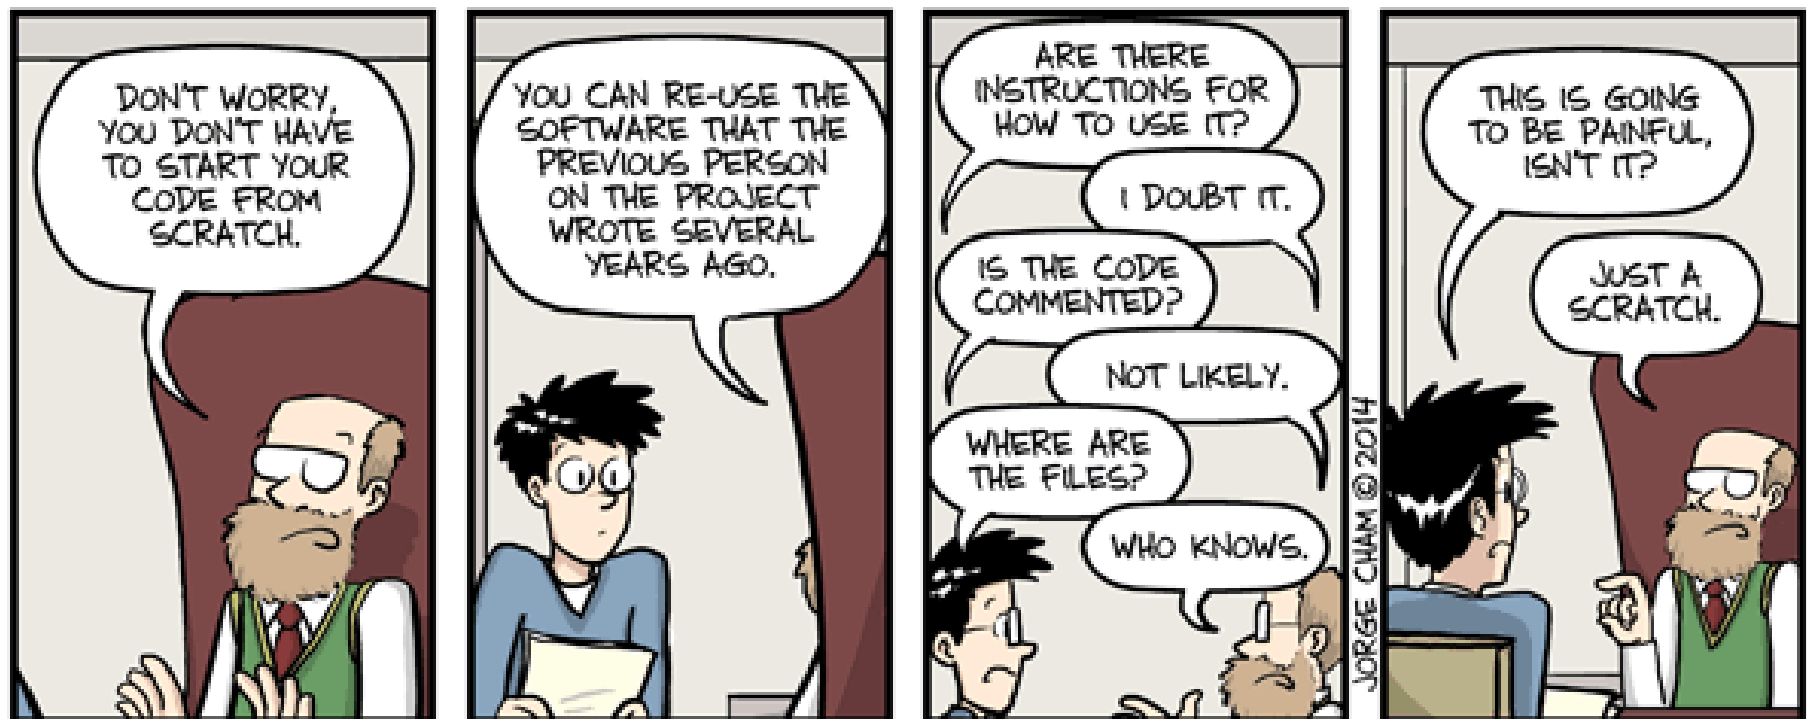 DON'T WORRY,
YOU DON'T HAVE
TO START YOUR
CODE FROM
SCRATCH.
YOU CAN RE-USE THE
SOFTWARE THAT THE
PREVIOUS PERSON
ON THE PROJECT
WROTE SEVERAL
YEARS AGO.
ARE THERE
INSTRUCTIONS FOR
HOW TO USE IT?
I DOUBT IT.
IS THE CODE
COMMENTED?
NOT LIKELY.
WHERE ARE
THE FILES?
WHO KNOWS.
JORGE CHAM © 2014
THIS IS GOING
TO BE PAINFUL,
ISN'T IT?
JUST A
SCRATCH.